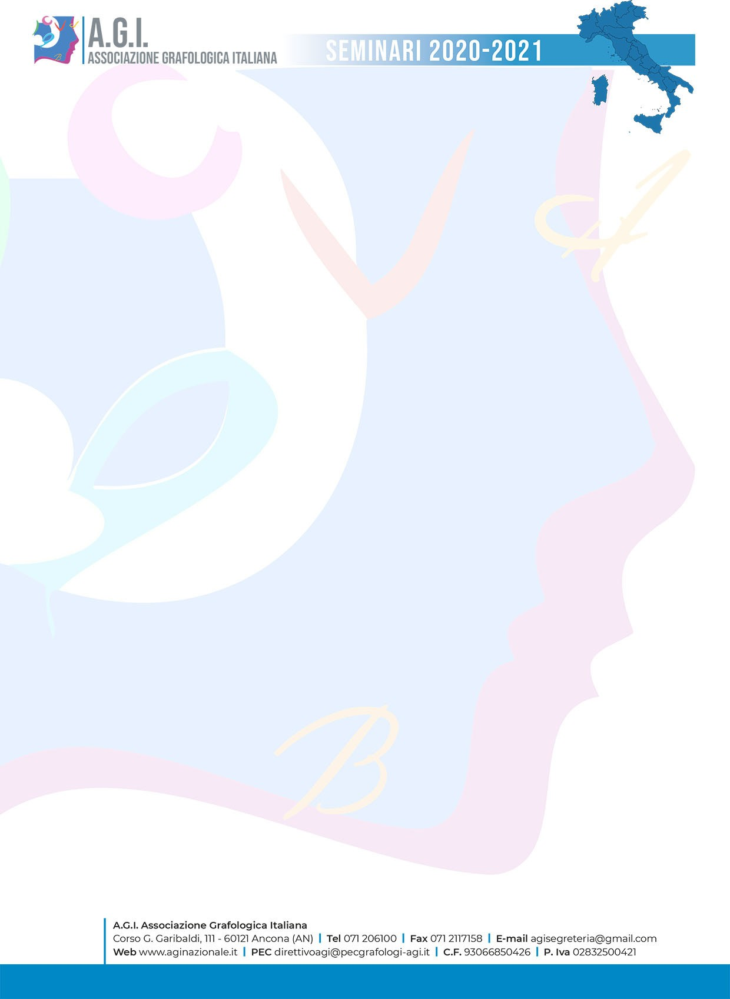 A.G.I.
ASSOCIAZIONE GRAFOLOGICA ITALIANA
SEMINARI 2020-2021
A
B
A.G.I. Associazione Grafologica Italiana
Corso G. Garibaldi, 111 - 60121 Ancona (AN) | Tel 071 206100 | Fax 071 2117158 | E-mail agisegreteria@gmail.com
Web www.aginazionale.it | PEC direttivoagi@pecgrafologi-agi.it | C.F. 93066850426 | P. Iva 02832500421